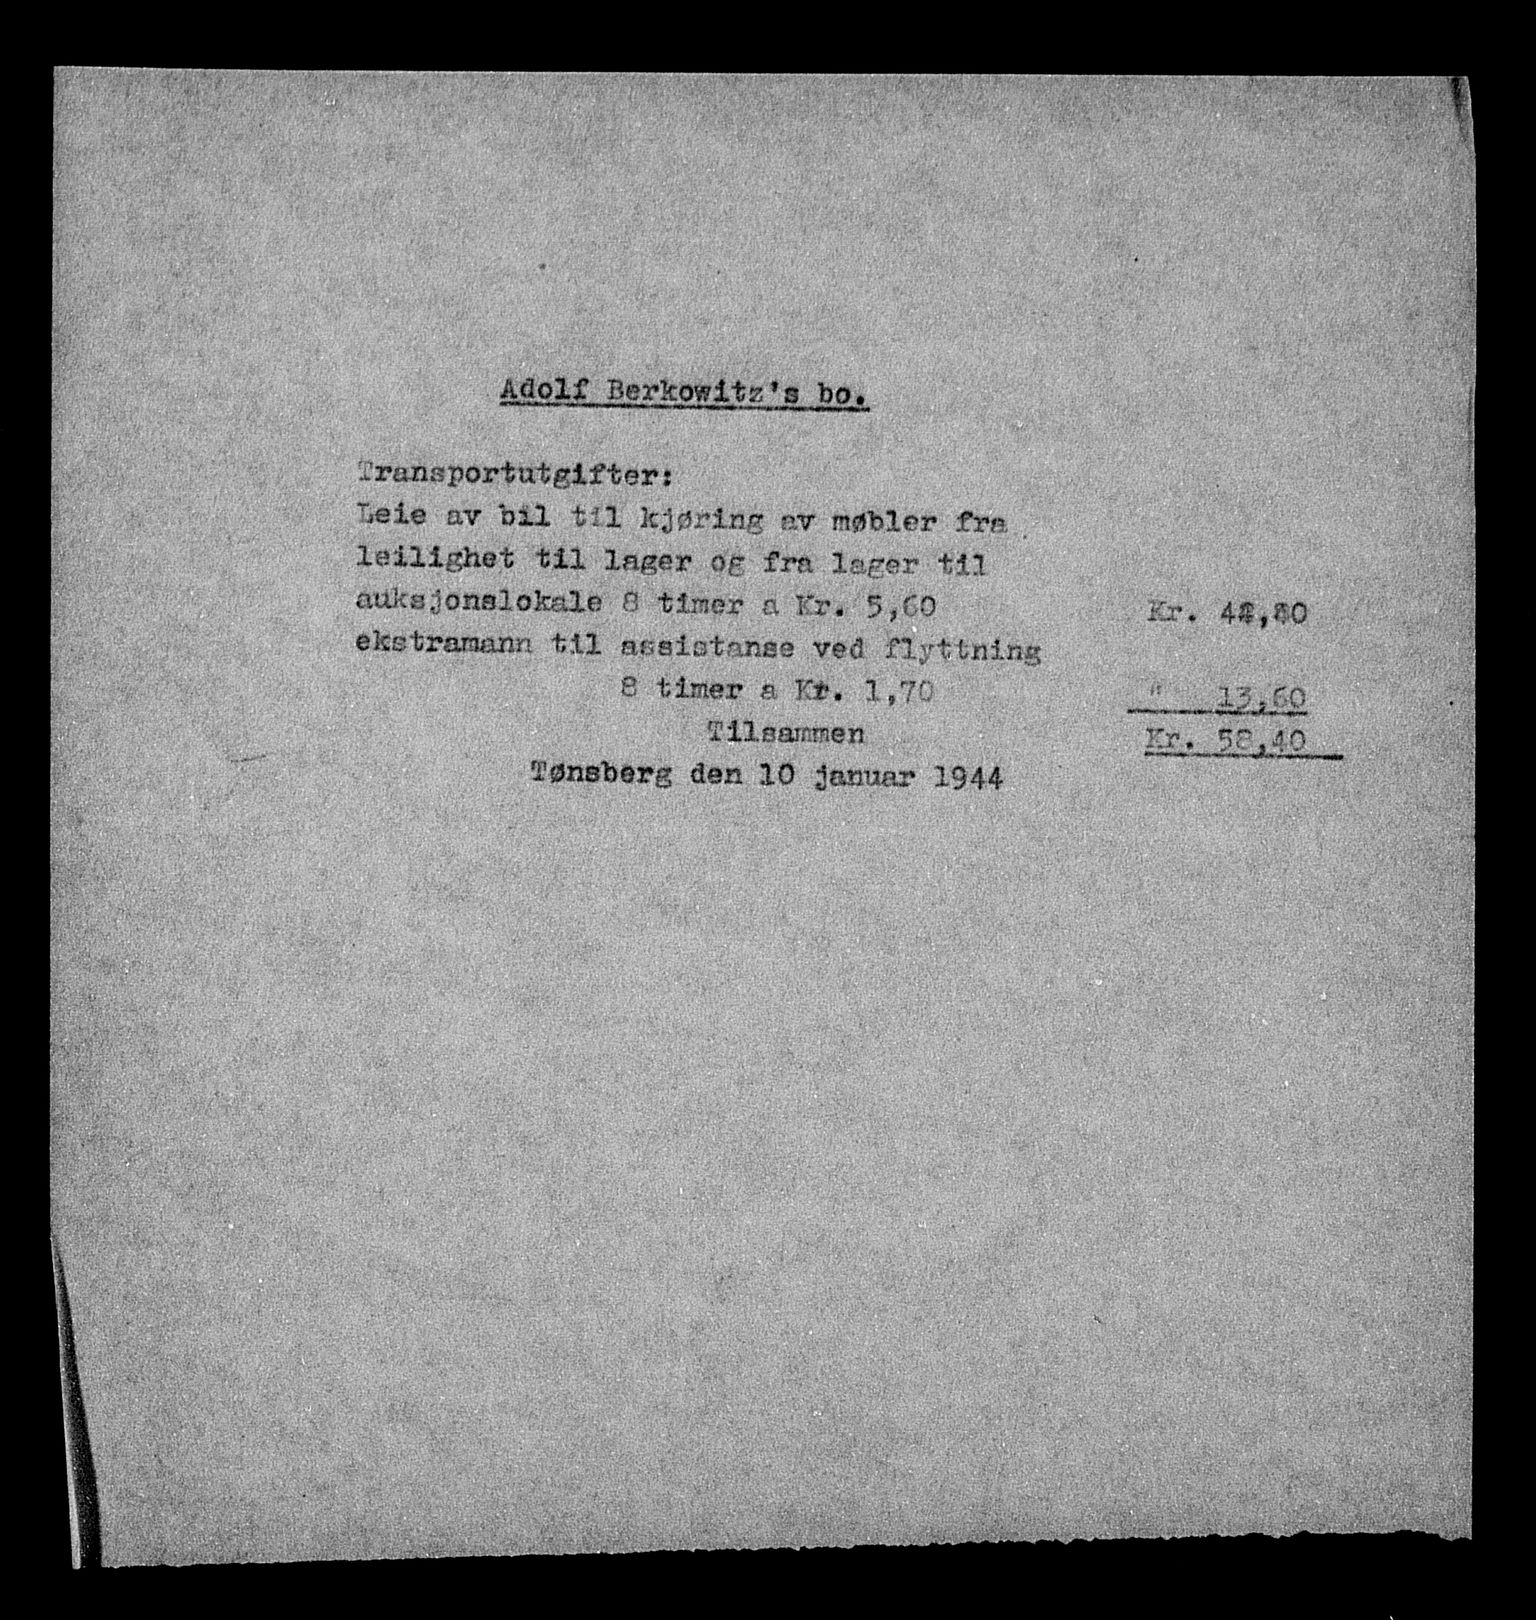 Adolf Berkowitz's bo.
Transportutgifter:
Leie av bil til kjøring av møbler fra
leilighet til lager og fra lager til
auksjonslokale 8 timer a Kr. 5,60 Kr. 44,80
ekstramann til assistanse ved flyttning
8 timer a Kr. 1,70 " 13,60
Tilsammen Kr. 58,40
Tønsberg den 10 januar 1944